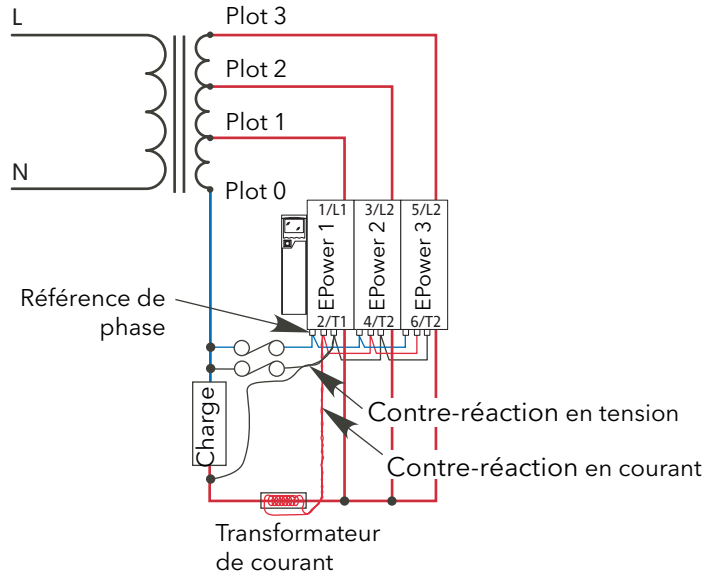 L
Plot 3
Plot 2
Plot 1
N
Plot 0
1/L1
3/L2
5/L2
EPower 1
EPower 2
EPower 3
2/T1
4/T2
6/T2
Référence de
phase
Charge
Contre-réaction en tension
Contre-réaction en courant
Transformateur
de courant